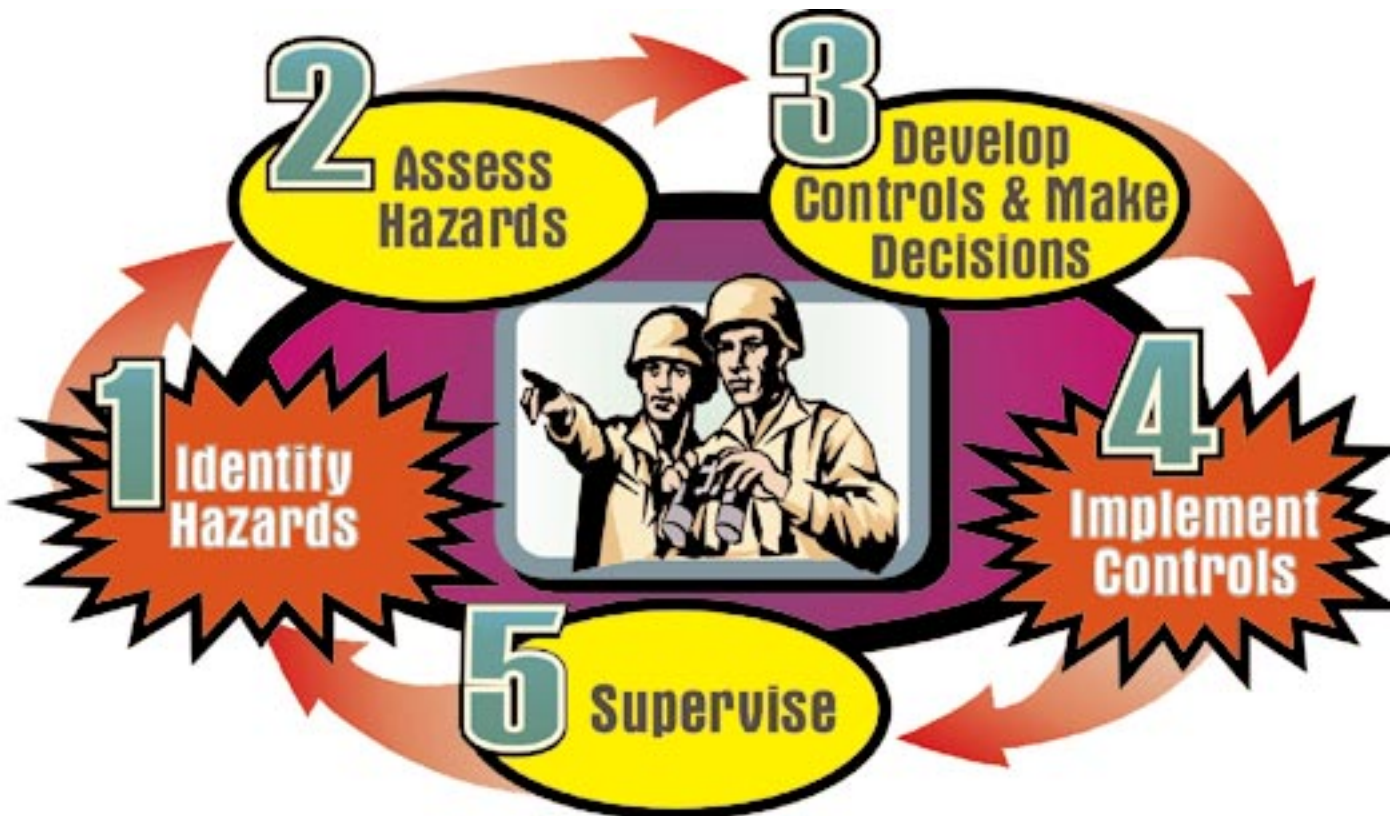 1
Identify
Hazards
2
Assess
Hazards
3
Develop
Controls & Make
Decisions
4
Implement
Controls
5
Supervise